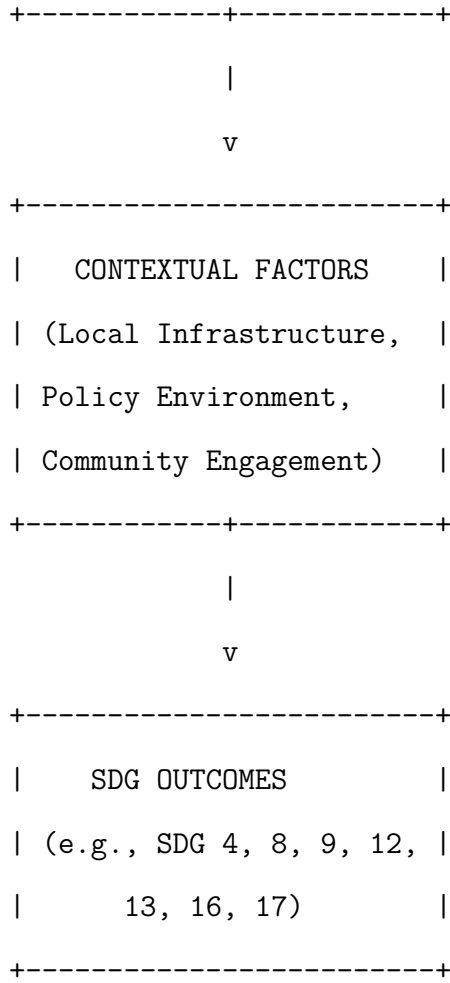 +------------+------------+
|
v
+-------------------------+
|   CONTEXTUAL FACTORS    |
| (Local Infrastructure,  |
| Policy Environment,     |
| Community Engagement)   |
+------------+------------+
|
v
+-------------------------+
|    SDG OUTCOMES         |
| (e.g., SDG 4, 8, 9, 12, |
|      13, 16, 17)        |
+-------------------------+